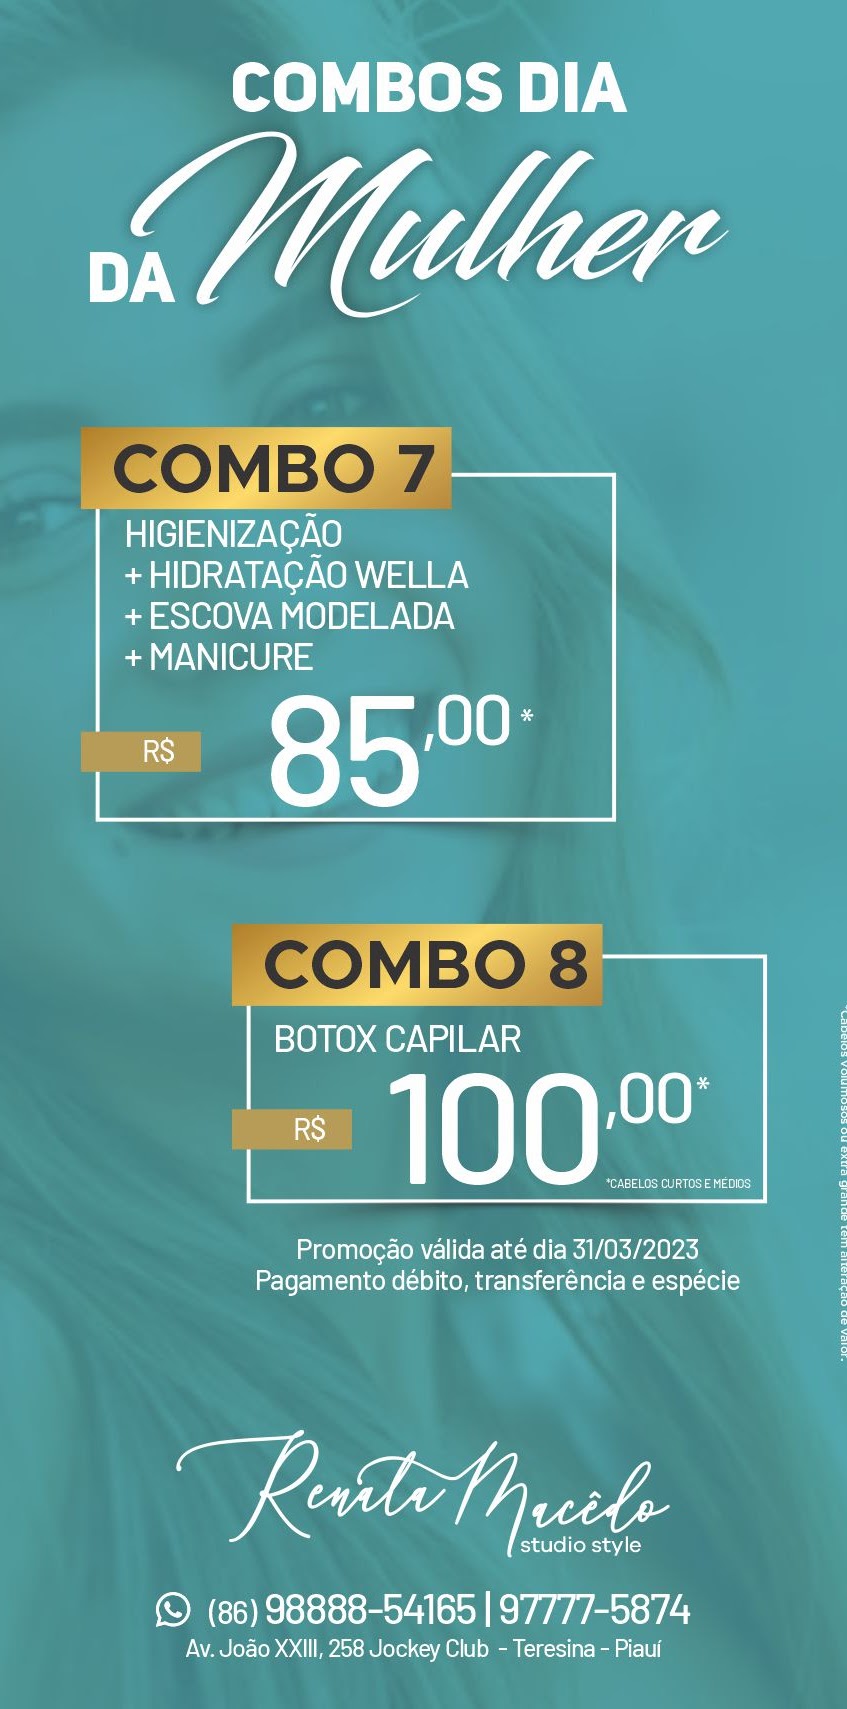 COMBOS DIA
DA Mulher
COMBO 7
HIGIENIZAÇÃO
+ HIDRATAÇÃO WELLA
+ ESCOVA MODELADA
+ MANICURE
R$ 85,00*
COMBO 8
BOTOX CAPILAR
R$ 100,00*
*CABELOS CURTOS E MÉDIOS
Promoção válida até dia 31/03/2023
Pagamento débito, transferência e espécie
*Cabelos volumosos ou extra grande tem alteração de valor.
Renata Macêdo
studio style
(86) 98888-54165 | 97777-5874
Av. João XXIII, 258 Jockey Club - Teresina - Piauí